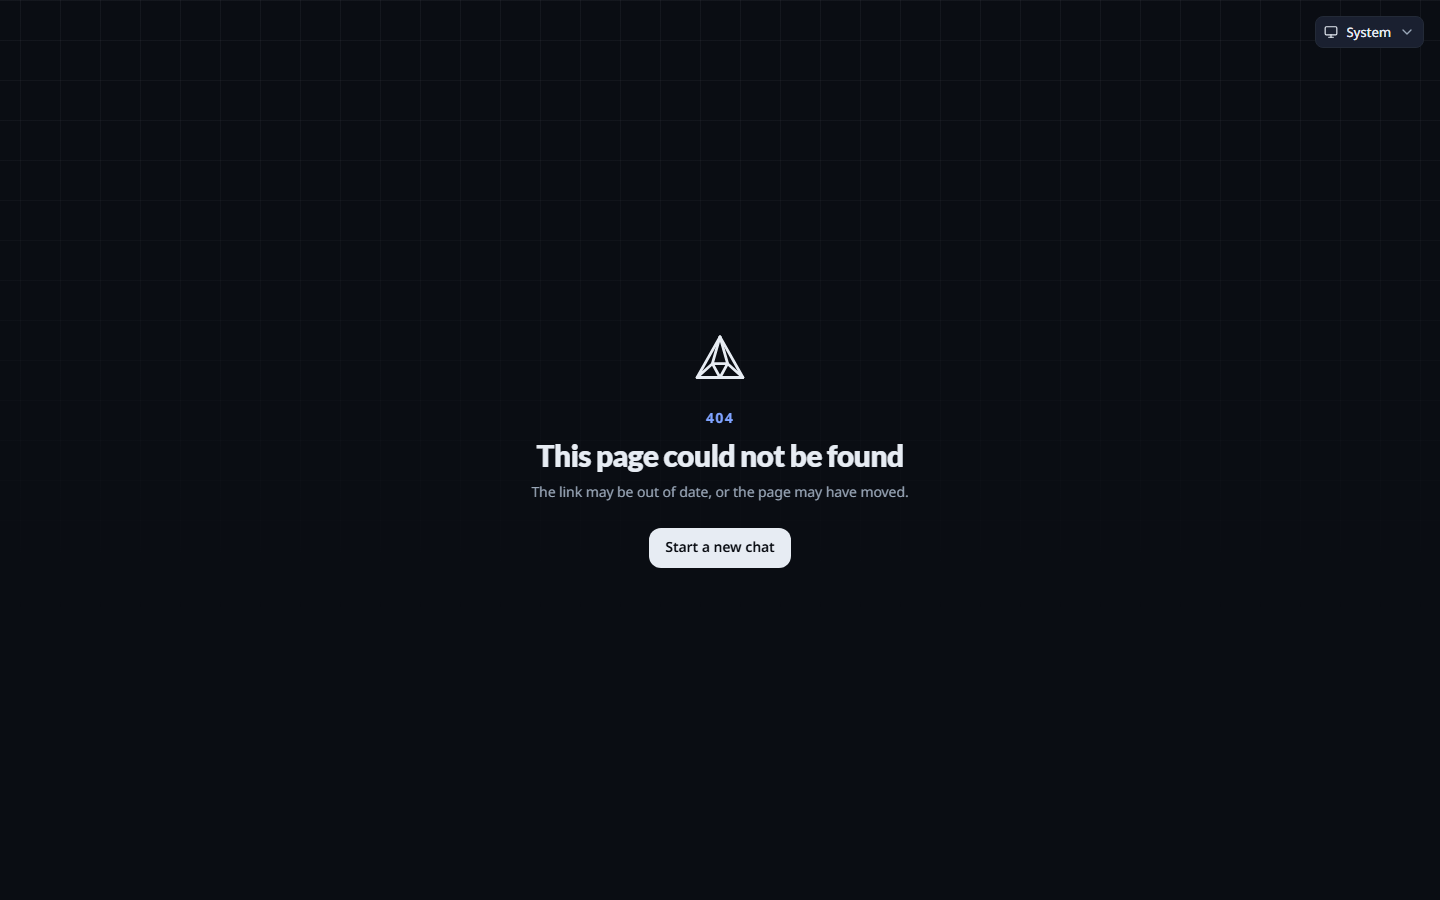 System
404
This page could not be found
The link may be out of date, or the page may have moved.
Start a new chat